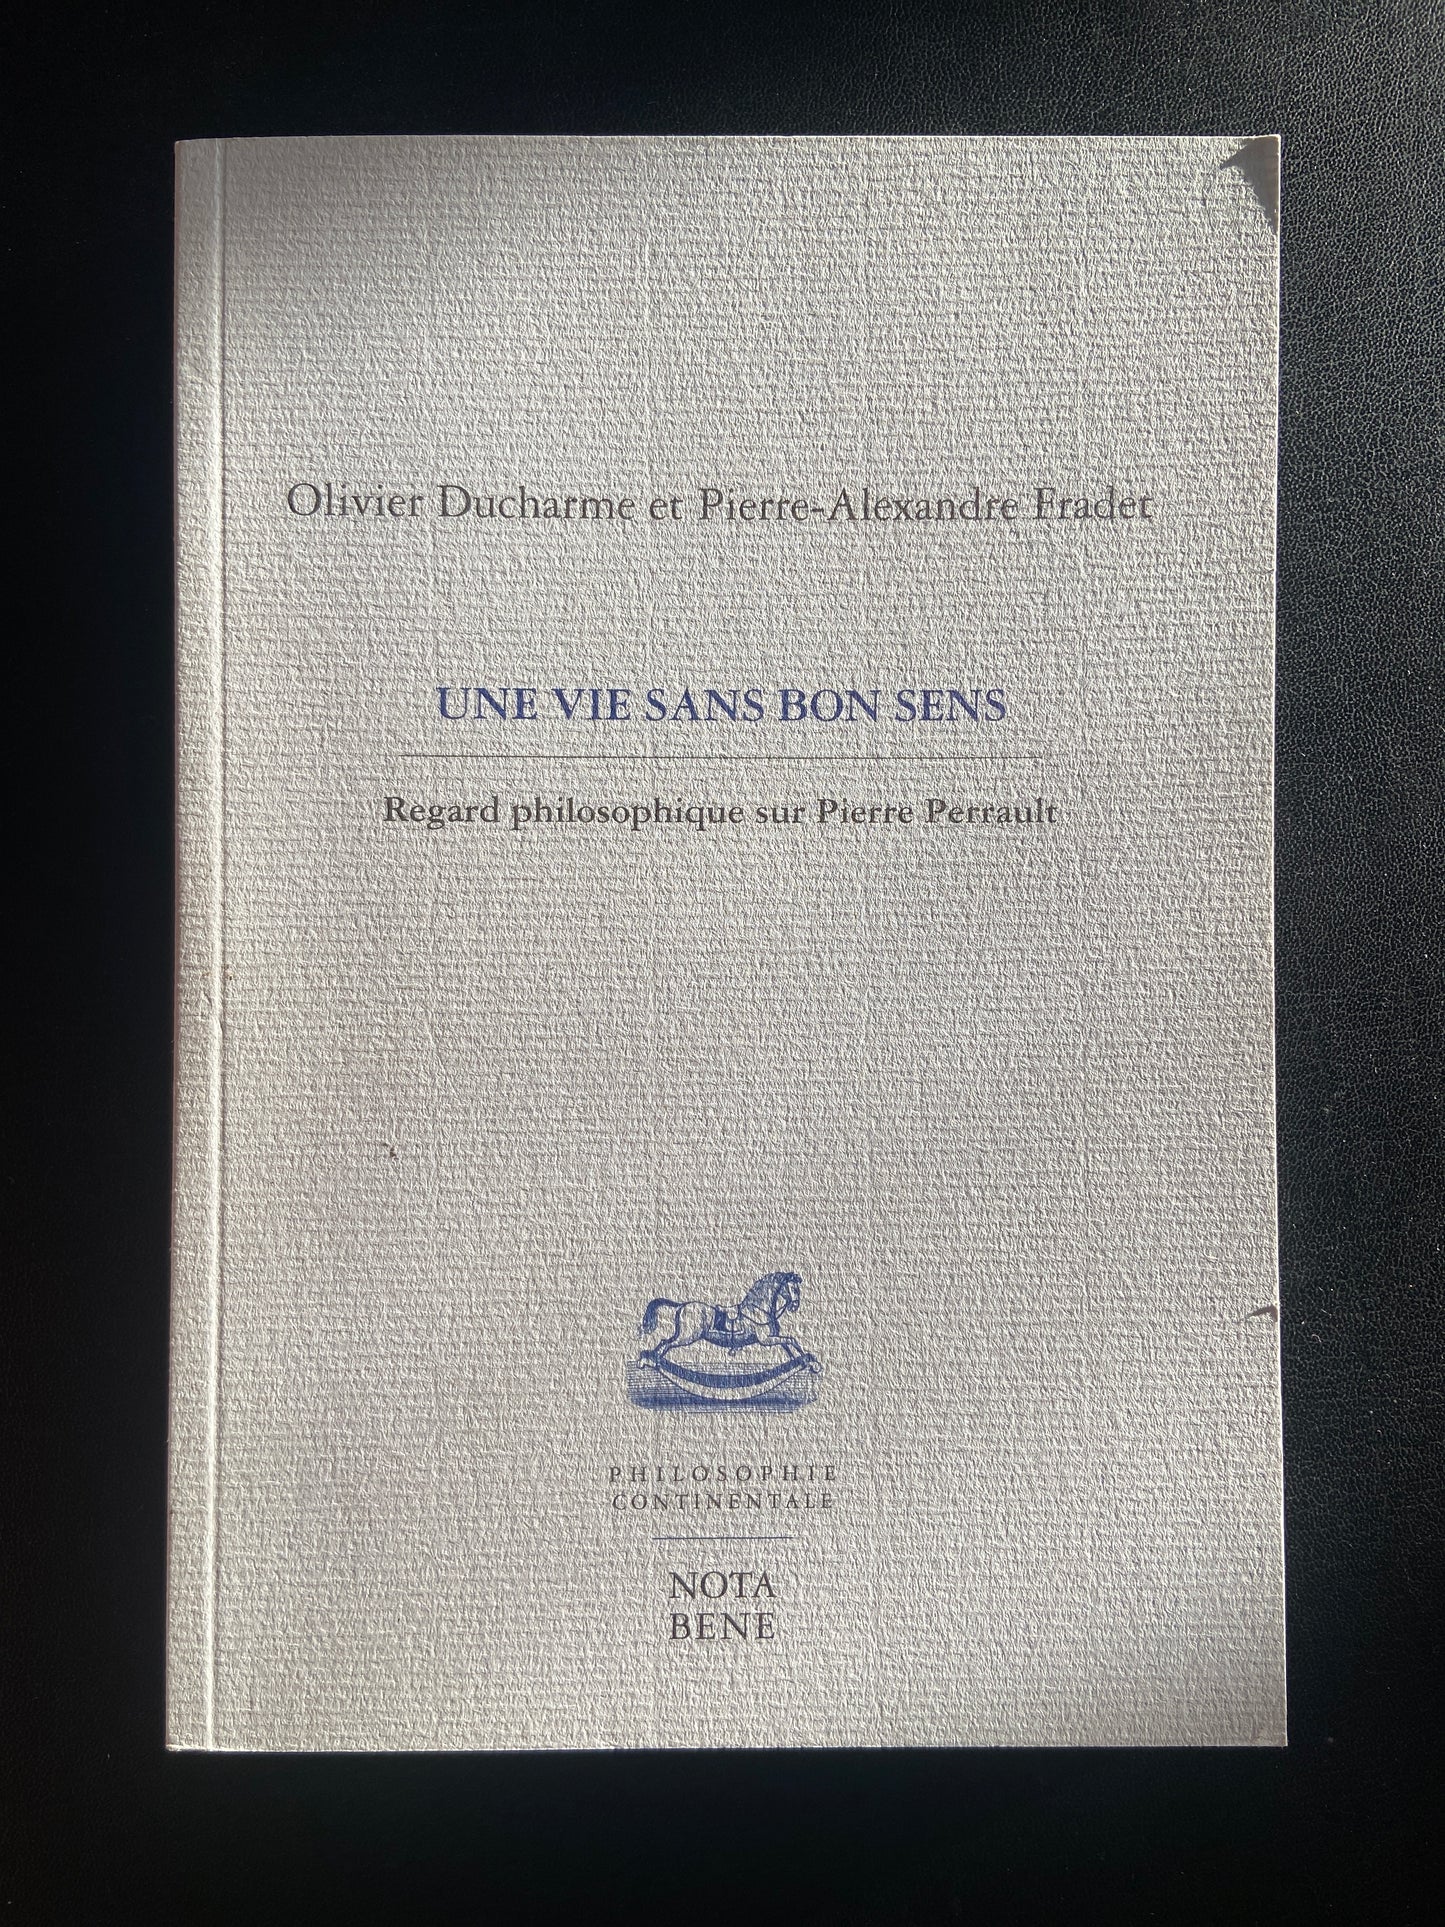 Olivier Ducharme et Pierre-Alexandre Fradet
UNE VIE SANS BON SENS
Regard philosophique sur Pierre Perrault
PHILOSOPHIE
CONTINENTALE
NOTA
BENE